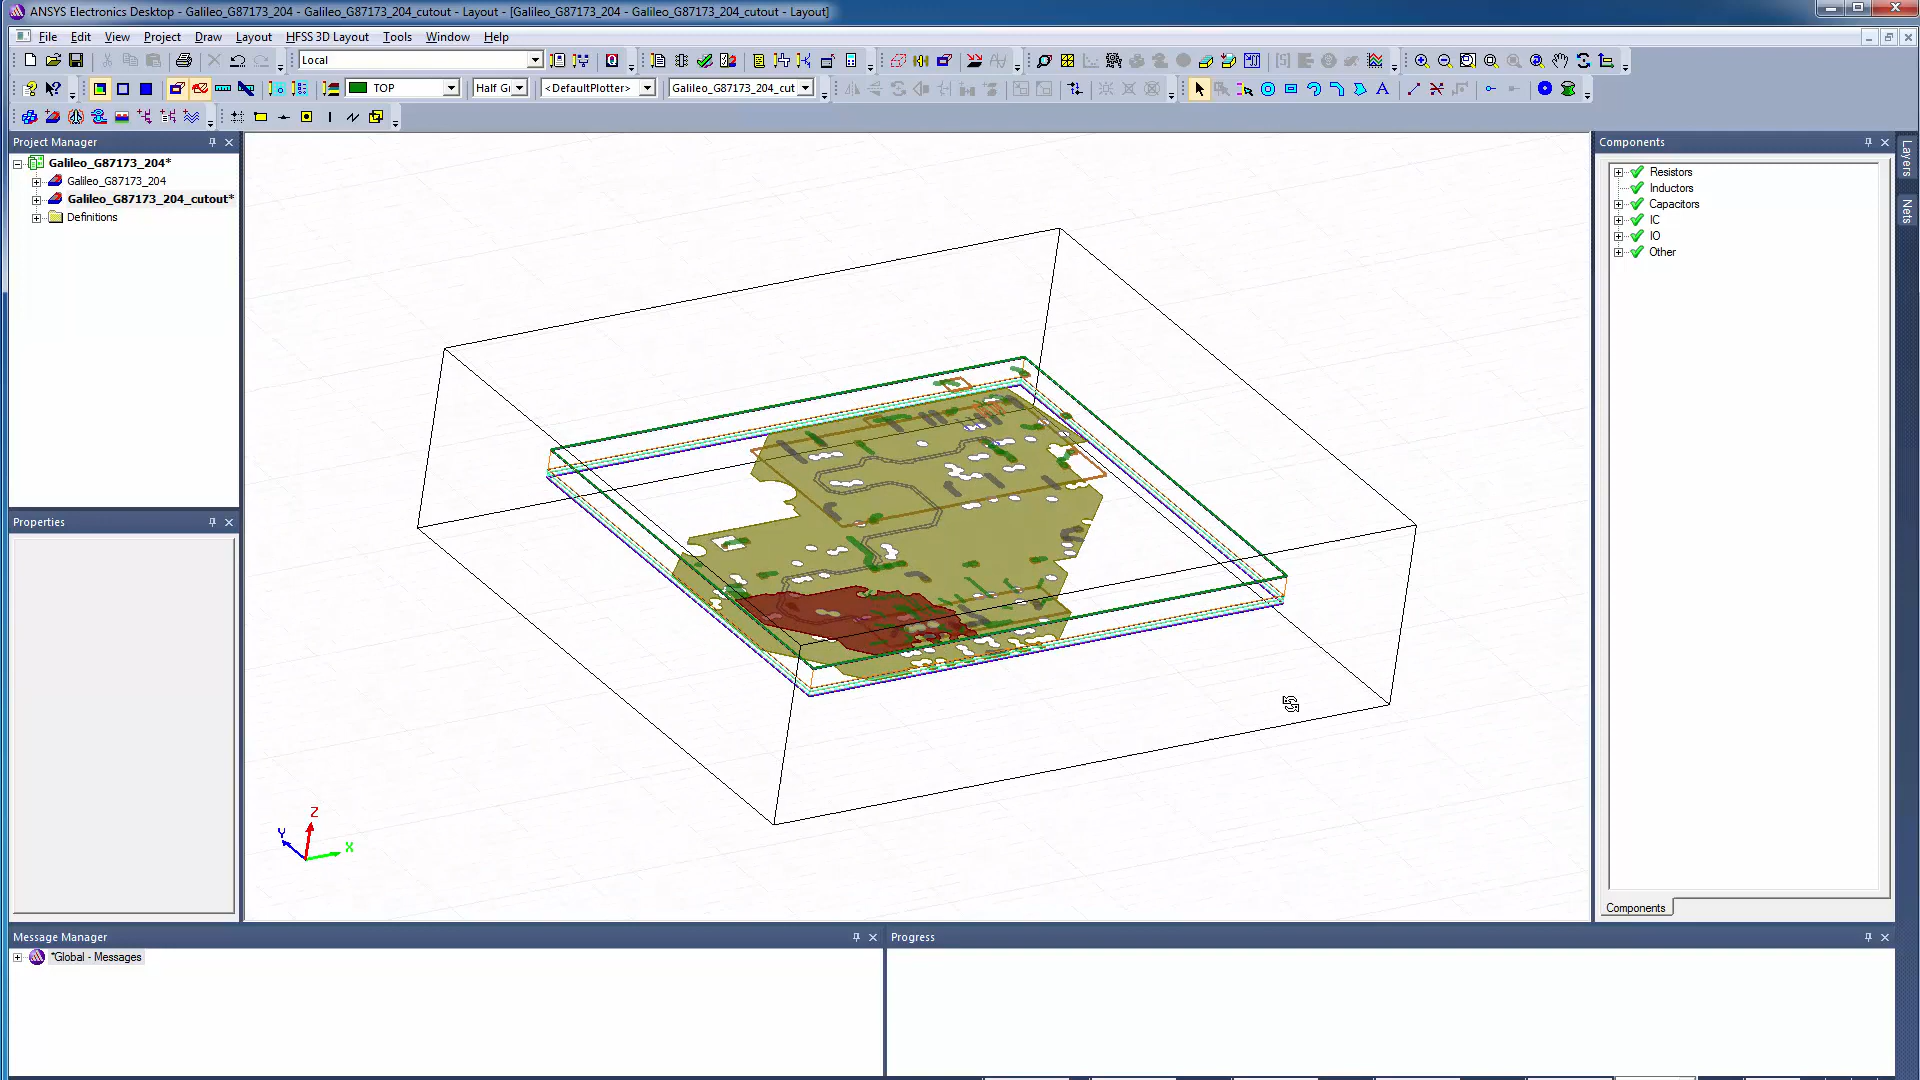 ANSYS Electronics Desktop - Galileo_G87173_204 - Galileo_G87173_204_cutout - Layout - [Galileo_G87173_204 - Galileo_G87173_204_cutout - Layout]
File Edit View Project Draw Layout HFSS 3D Layout Tools Window Help
Local
TOP Half G <DefaultPlotter> Galileo_G87173_204_cut
Project Manager
Galileo_G87173_204*
Galileo_G87173_204
Galileo_G87173_204_cutout*
Definitions
Properties
Z
Y
X
Components
Resistors
Inductors
Capacitors
IC
IO
Other
Components
Layers
Nets
Message Manager
*Global - Messages
Progress